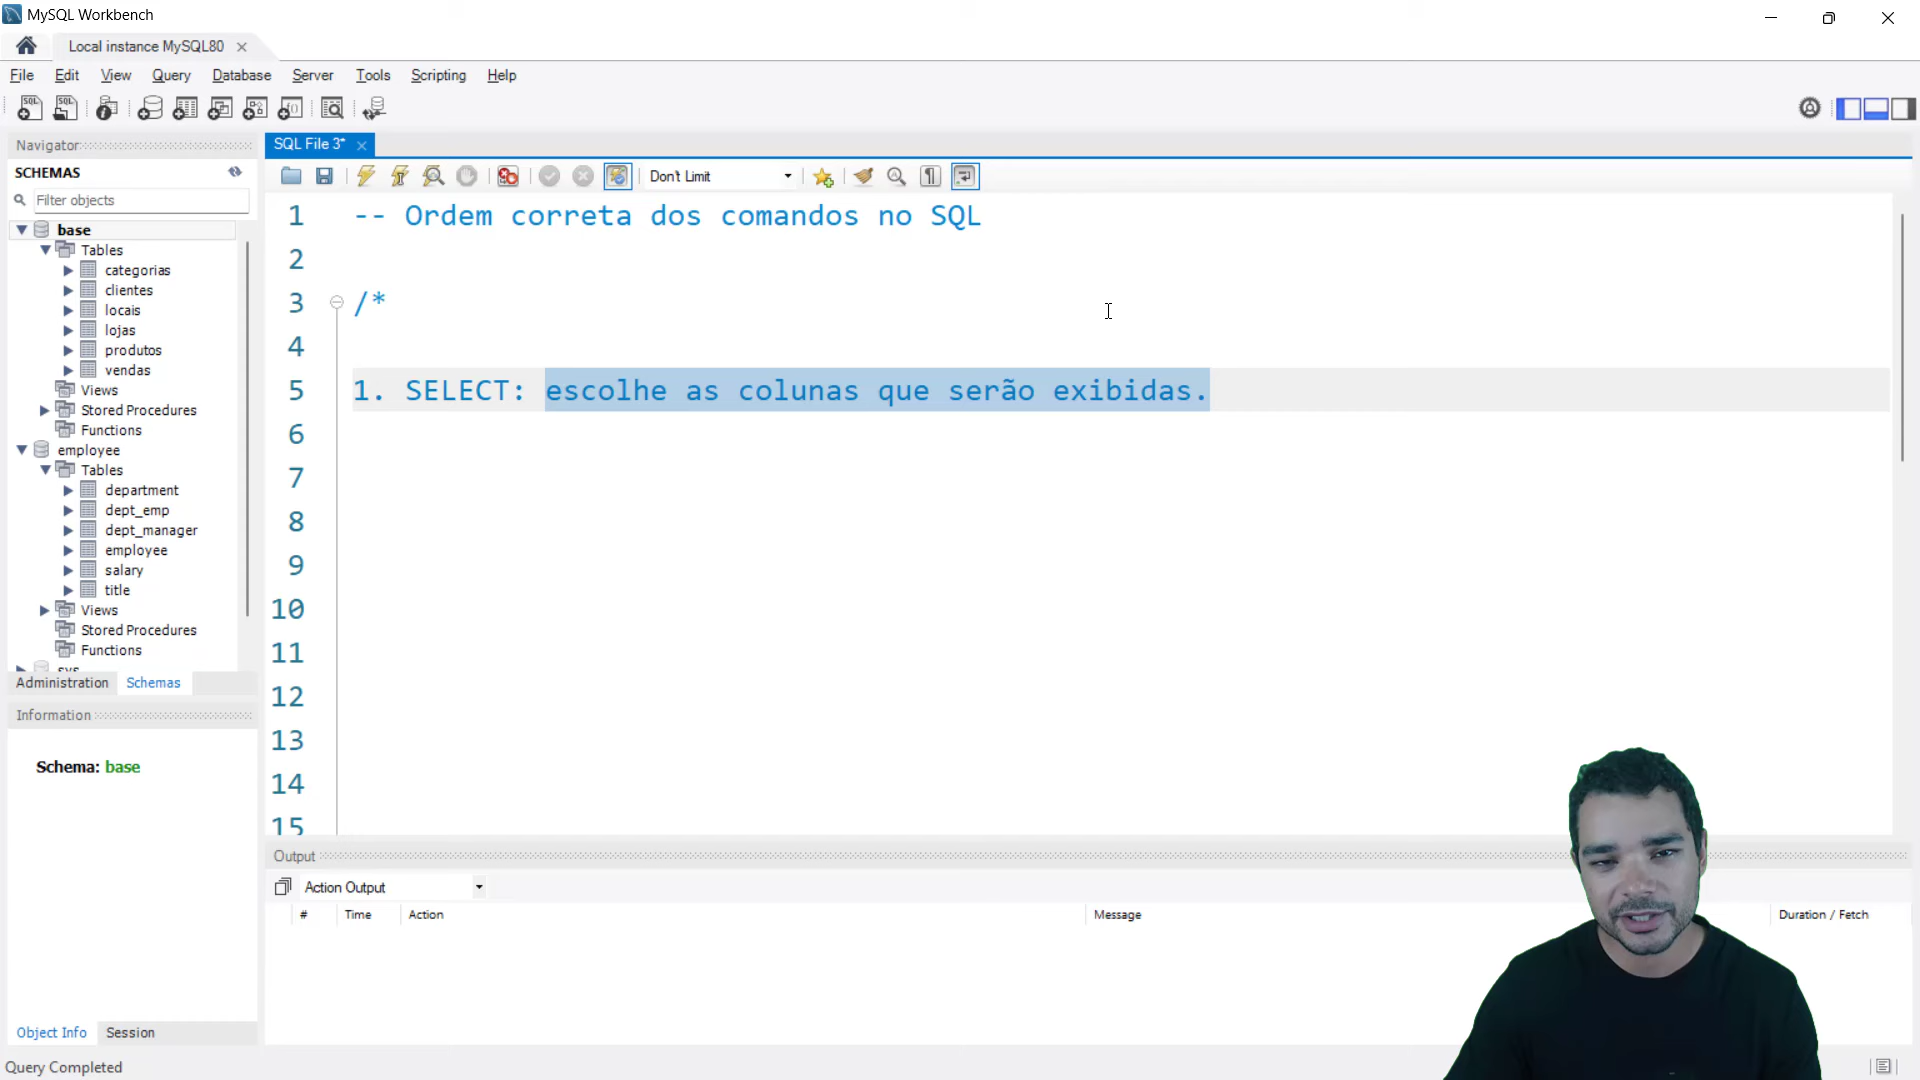 MySQL Workbench
Local instance MySQL80
File Edit View Query Database Server Tools Scripting Help
Navigator
SCHEMAS
Filter objects
base
Tables
categorias
clientes
locais
lojas
produtos
vendas
Views
Stored Procedures
Functions
employee
Tables
department
dept_emp
dept_manager
employee
salary
title
Views
Stored Procedures
Functions
sys
Administration Schemas
Information
Schema: base
Object Info Session
Query Completed
SQL File 3*
Don't Limit
1 -- Ordem correta dos comandos no SQL
2
3 /*
4
5 1. SELECT: escolhe as colunas que serão exibidas.
6
7
8
9
10
11
12
13
14
15
Output
Action Output
# Time Action Message Duration / Fetch